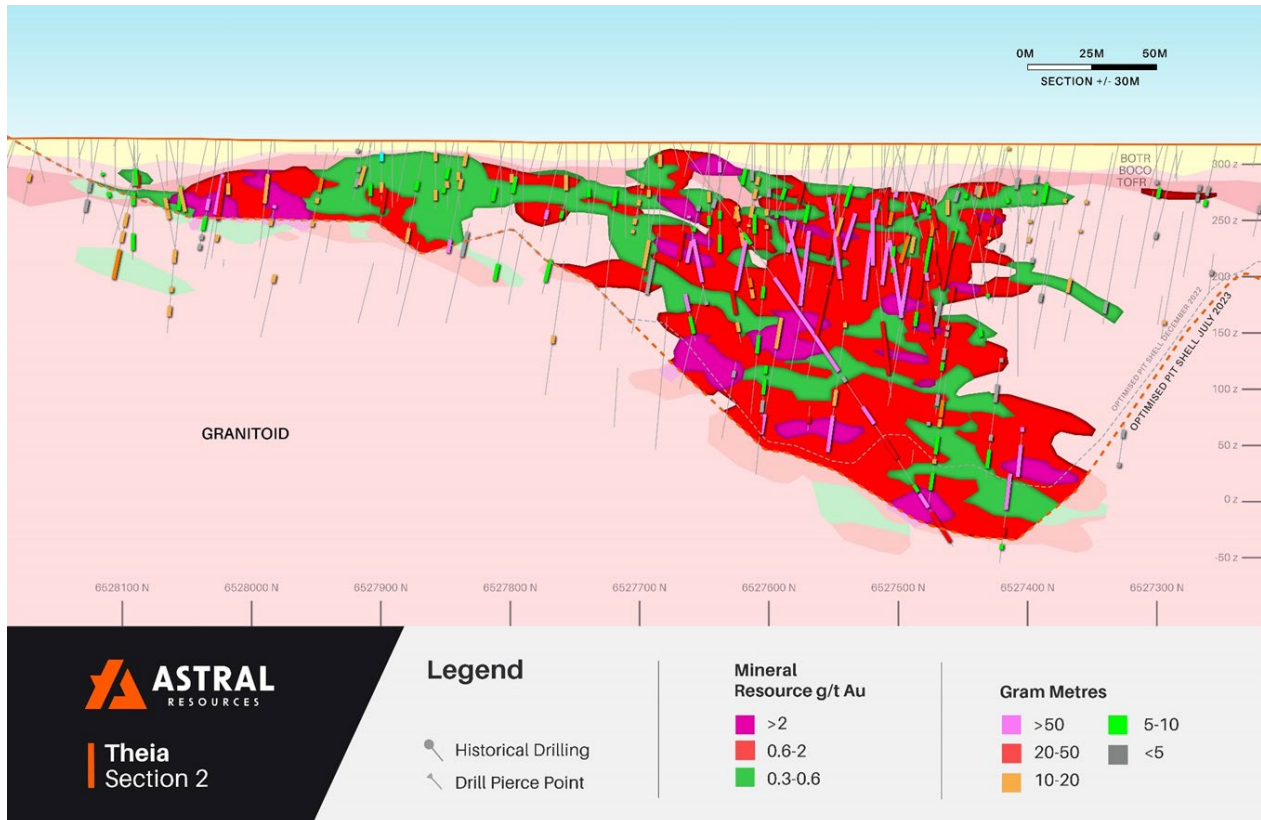 0M 25M 50M
SECTION +/- 30M
BOTR
BOCO
TOFR
300 z
250 z
200 z
150 z
100 z
50 z
0 z
-50 z
OPTIMISED PIT SHELL DECEMBER 2022
OPTIMISED PIT SHELL JULY 2023
GRANITOID
6528100 N 6528000 N 6527900 N 6527800 N 6527700 N 6527600 N 6527500 N 6527400 N 6527300 N
ASTRAL
RESOURCES
Theia
Section 2
Legend
Historical Drilling
Drill Pierce Point
Mineral
Resource g/t Au
>2
0.6-2
0.3-0.6
Gram Metres
>50
20-50
10-20
5-10
<5